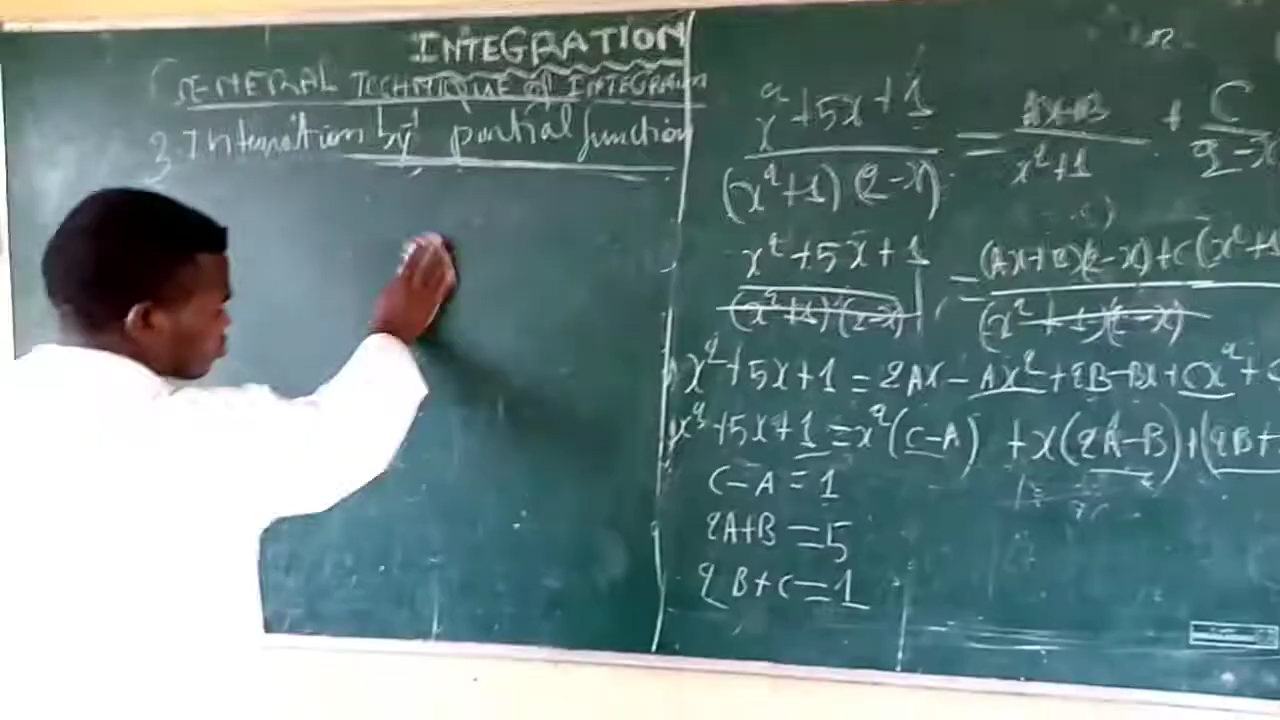 INTEGRATION
GENERAL TECHNIQUE of INTEGRATION
3. Integration by partial function
x²+5x+1 / (x²+1)(2-x) = Ax+B / x²+1 + C / 2-x
x²+5x+1 / (x²+1)(2-x) = (Ax+B)(2-x)+C(x²+1 / (x²+1)(2-x)
x²+5x+1 = 2Ax-Ax²+2B-Bx+Cx²+C
x²+5x+1 = x²(C-A) +x(2A-B)+(2B+
C-A = 1
2A+B = 5
2B+C = 1